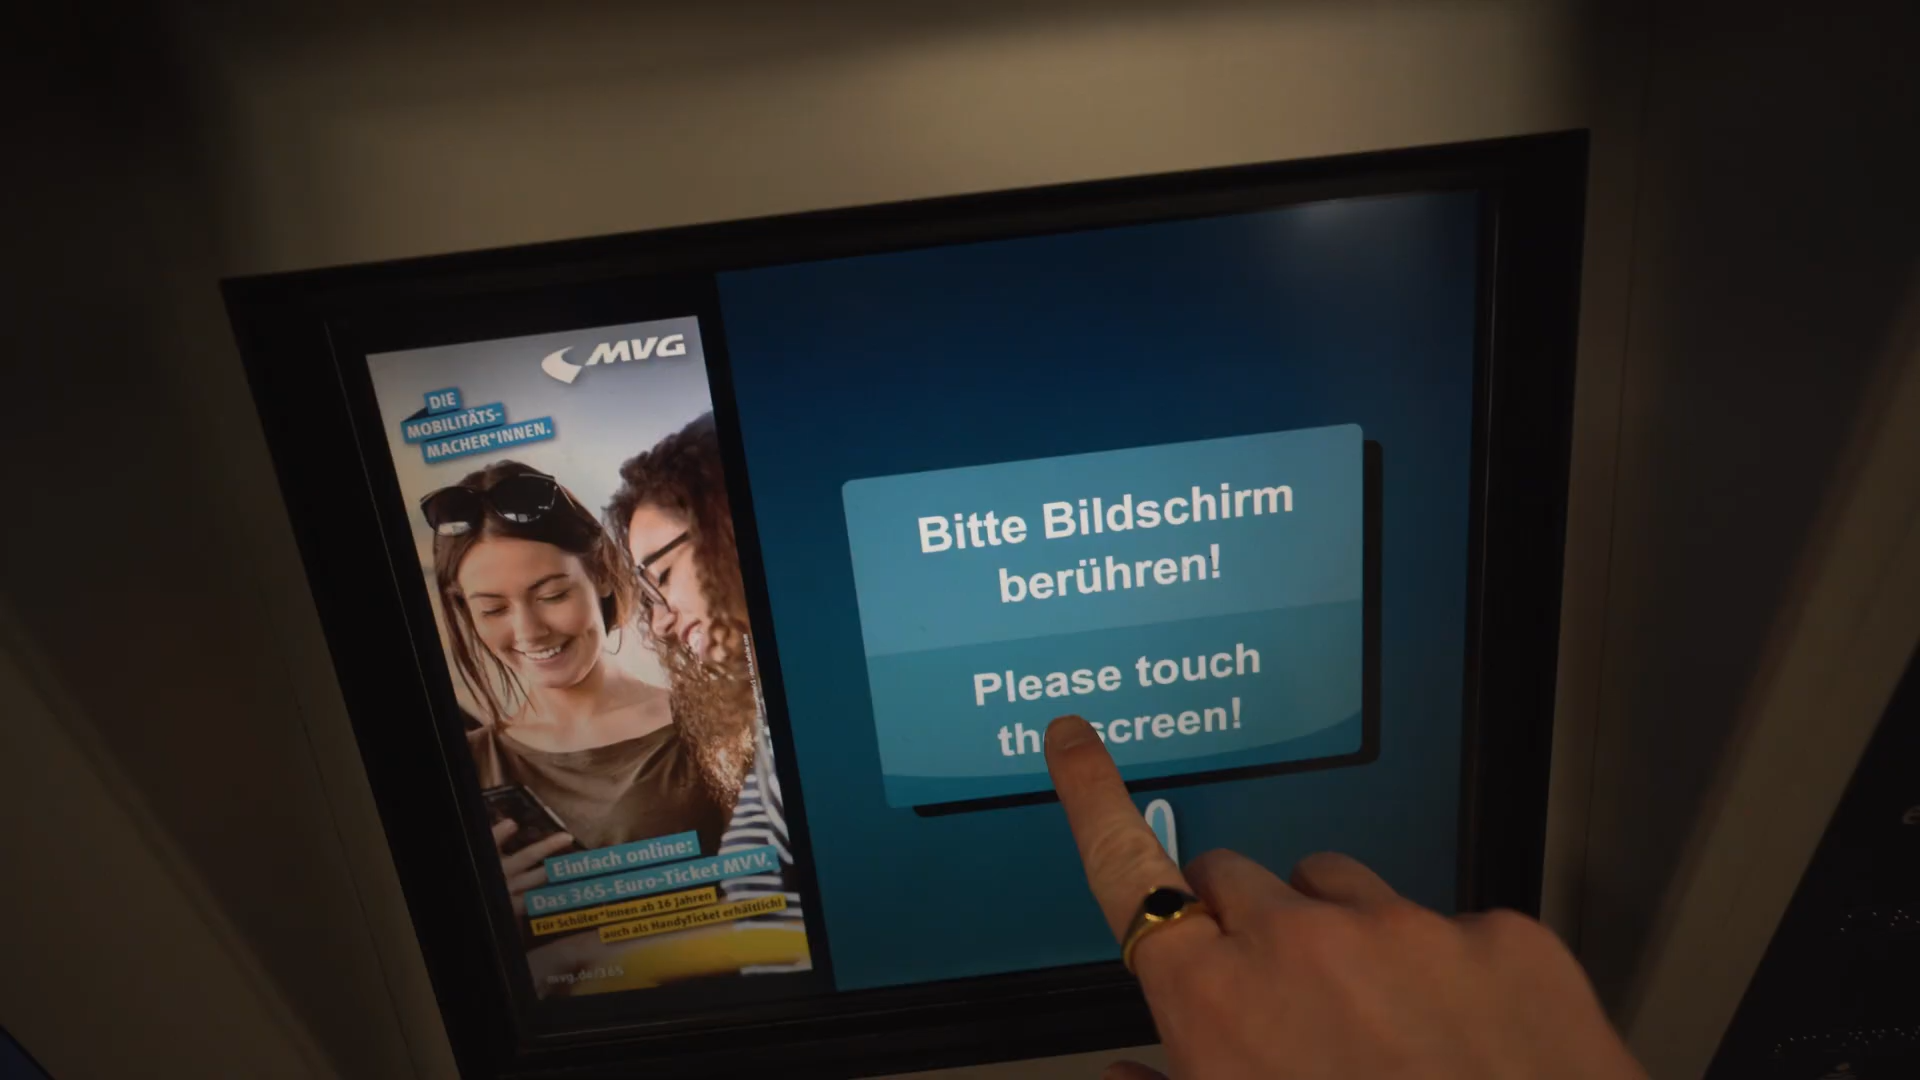 MVG
DIE
MOBILITÄTS-
MACHER*INNEN.
Einfach online:
Das 365-Euro-Ticket MVV.
Für Schüler*innen ab 16 Jahren
auch als HandyTicket erhältlich!
mvg.de/365
Bitte Bildschirm
berühren!
Please touch
th screen!